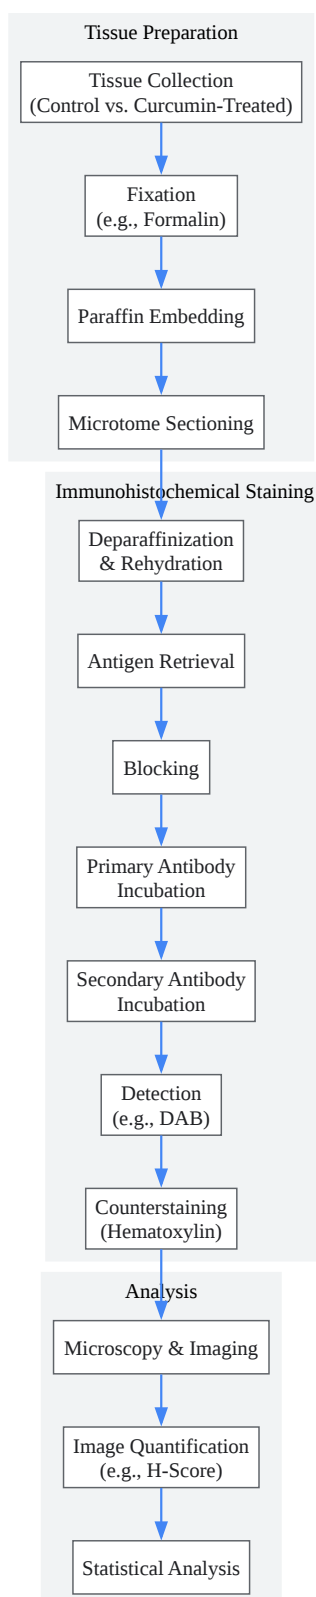 Tissue Preparation
Tissue Collection
(Control vs. Curcumin-Treated)
Fixation
(e.g., Formalin)
Paraffin Embedding
Microtome Sectioning
Immunohistochemical Staining
Deparaffinization
& Rehydration
Antigen Retrieval
Blocking
Primary Antibody
Incubation
Secondary Antibody
Incubation
Detection
(e.g., DAB)
Counterstaining
(Hematoxylin)
Analysis
Microscopy & Imaging
Image Quantification
(e.g., H-Score)
Statistical Analysis